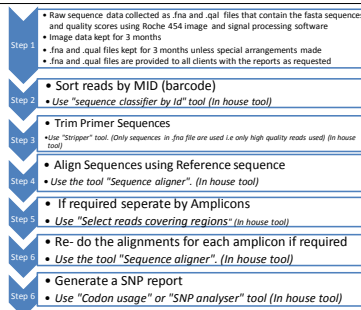 • Raw sequence data collected as .fna and .qal files that contain the fasta sequences
and quality scores using Roche 454 image and signal processing software
• Image data kept for 3 months
• .fna and .qual files kept for 3 months unless special arrangements made
• .fna and .qual files are provided to all clients with the reports as requested
Step 1
• Sort reads by MID (barcode)
• Use "sequence classifier by Id" tool (In house tool)
Step 2
• Trim Primer Sequences
•Use "Stripper" tool. (Only sequences in .fna file are used i.e only high quality reads used) (In house
tool)
Step 3
• Align Sequences using Reference sequence
• Use the tool "Sequence aligner". (In house tool)
Step 4
• If required seperate by Amplicons
• Use "Select reads covering regions" (In house tool)
Step 5
• Re- do the alignments for each amplicon if required
• Use the tool "Sequence aligner". (In house tool)
Step 6
• Generate a SNP report
• Use "Codon usage" or "SNP analyser" tool (In house tool)
Step 6